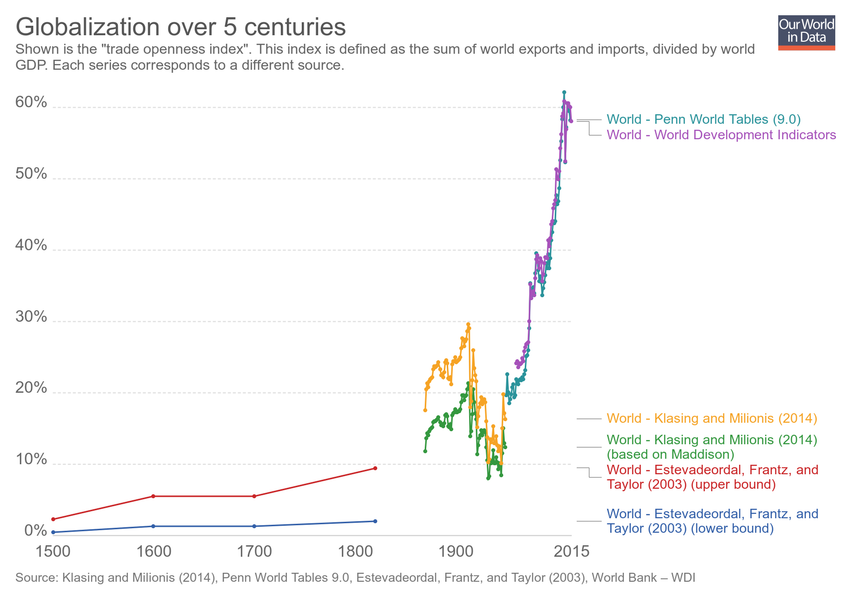 Globalization over 5 centuries
Shown is the "trade openness index". This index is defined as the sum of world exports and imports, divided by world
GDP. Each series corresponds to a different source.
Our World
in Data
60%
50%
40%
30%
20%
10%
0%
1500
1600
1700
1800
1900
2015
World - Penn World Tables (9.0)
World - World Development Indicators
World - Klasing and Milionis (2014)
World - Klasing and Milionis (2014)
(based on Maddison)
World - Estevadeordal, Frantz, and
Taylor (2003) (upper bound)
World - Estevadeordal, Frantz, and
Taylor (2003) (lower bound)
Source: Klasing and Milionis (2014), Penn World Tables 9.0, Estevadeordal, Frantz, and Taylor (2003), World Bank – WDI